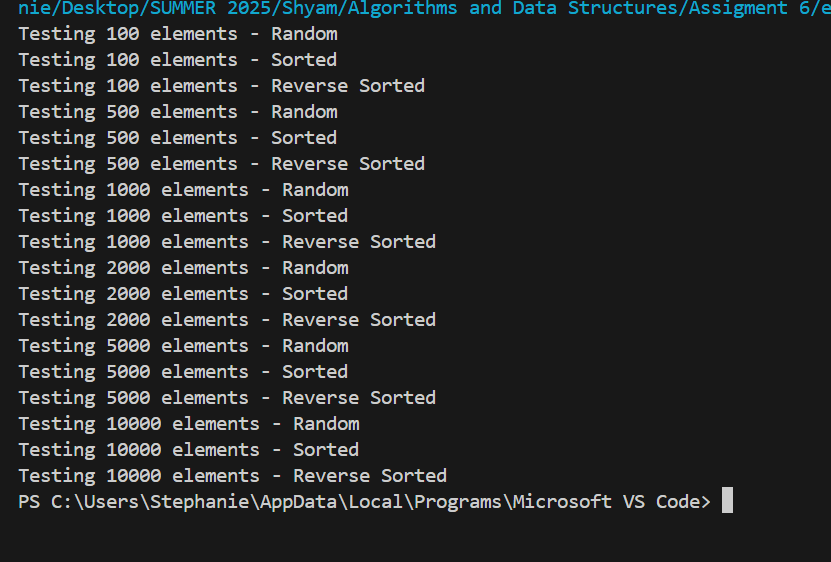 nie/Desktop/SUMMER 2025/Shyam/Algorithms and Data Structures/Assigment 6/e
Testing 100 elements - Random
Testing 100 elements - Sorted
Testing 100 elements - Reverse Sorted
Testing 500 elements - Random
Testing 500 elements - Sorted
Testing 500 elements - Reverse Sorted
Testing 1000 elements - Random
Testing 1000 elements - Sorted
Testing 1000 elements - Reverse Sorted
Testing 2000 elements - Random
Testing 2000 elements - Sorted
Testing 2000 elements - Reverse Sorted
Testing 5000 elements - Random
Testing 5000 elements - Sorted
Testing 5000 elements - Reverse Sorted
Testing 10000 elements - Random
Testing 10000 elements - Sorted
Testing 10000 elements - Reverse Sorted
PS C:\Users\Stephanie\AppData\Local\Programs\Microsoft VS Code>